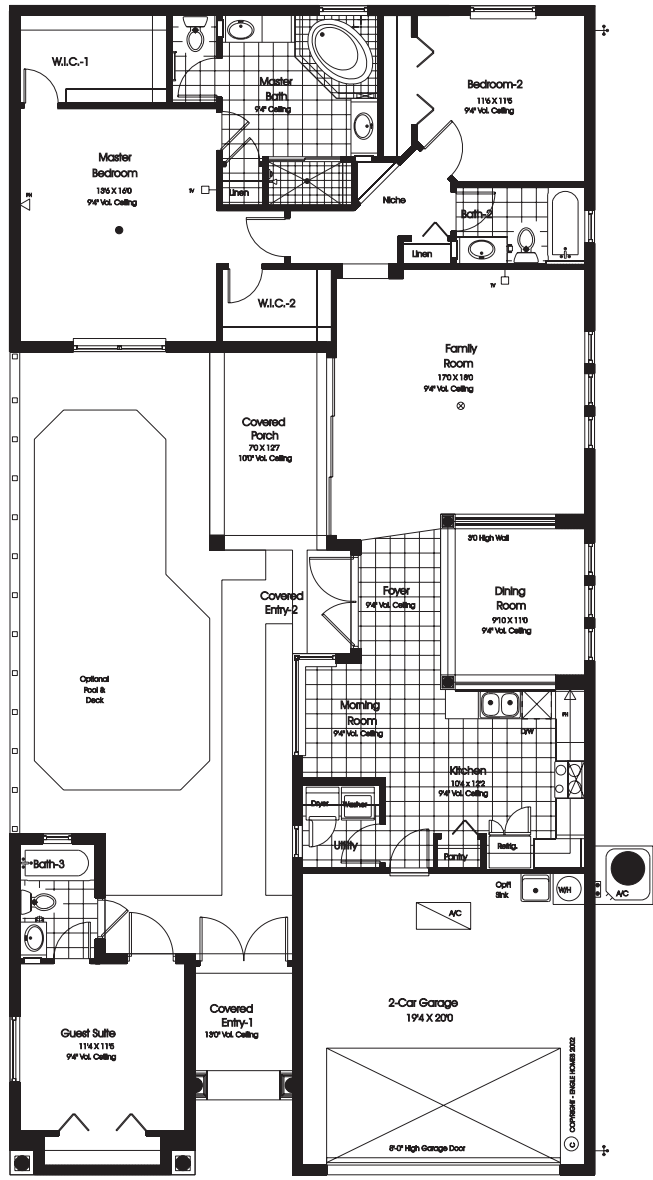 W.I.C.-1
Master
Bath
9'4" Ceiling
Bedroom-2
11'6 X 11'5
9'4" Vol. Ceiling
Master
Bedroom
13'6 X 16'0
9'4" Vol. Ceiling
PH
TV
Linen
Niche
Bath-2
Linen
TV
W.I.C.-2
Family
Room
17'0 X 18'0
9'4" Vol. Ceiling
Covered
Porch
7'0 X 12'7
10'0" Vol. Ceiling
3'0 High Wall
Covered
Entry-2
Foyer
9'4" Vol. Ceiling
Dining
Room
9'10 X 11'0
9'4" Vol. Ceiling
Optional
Pool &
Deck
Morning
Room
9'4" Vol. Ceiling
D/W
PH
Kitchen
10'4 x 12'2
9'4" Vol. Ceiling
Dryer
Washer
Utility
Pantry
Refrig.
Bath-3
Opt'l
Sink
W/H
A/C
A/C
2-Car Garage
19'4 X 20'0
Covered
Entry-1
13'0" Vol. Ceiling
Guest Suite
11'4 X 11'5
9'4" Vol. Ceiling
8'-0" High Garage Door
© COPYRIGHT - ENGLE HOMES 2002